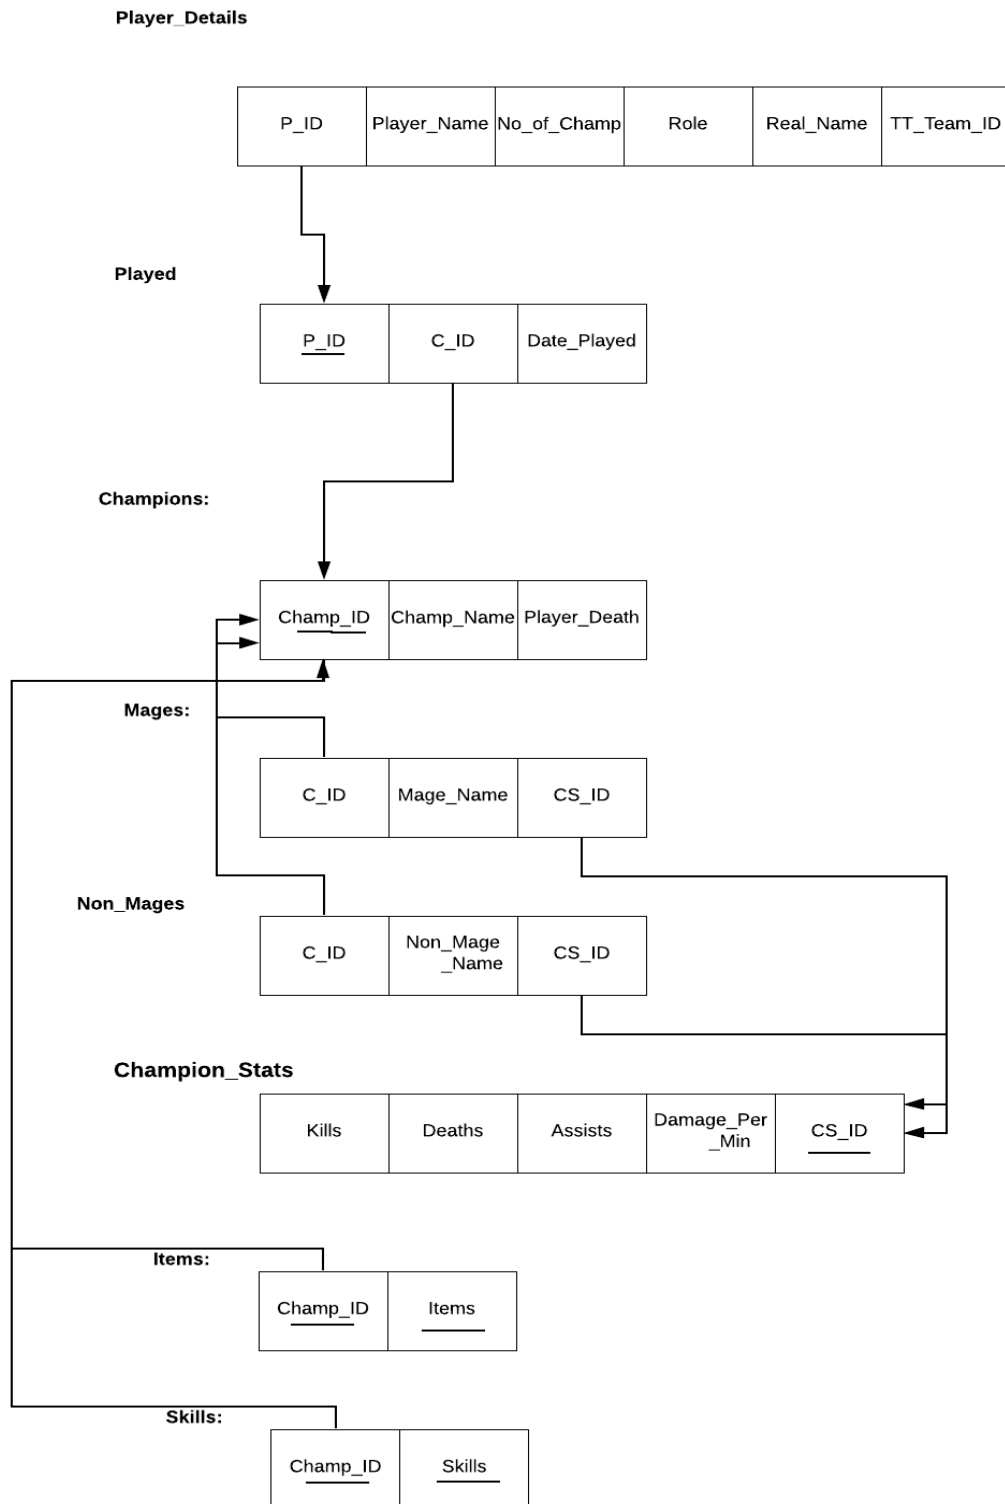 Player_Details
P_ID Player_Name No_of_Champ Role Real_Name TT_Team_ID
Played
P_ID C_ID Date_Played
Champions:
Champ_ID Champ_Name Player_Death
Mages:
C_ID Mage_Name CS_ID
Non_Mages
C_ID Non_Mage _Name CS_ID
Champion_Stats
Kills Deaths Assists Damage_Per _Min CS_ID
Items:
Champ_ID Items
Skills:
Champ_ID Skills